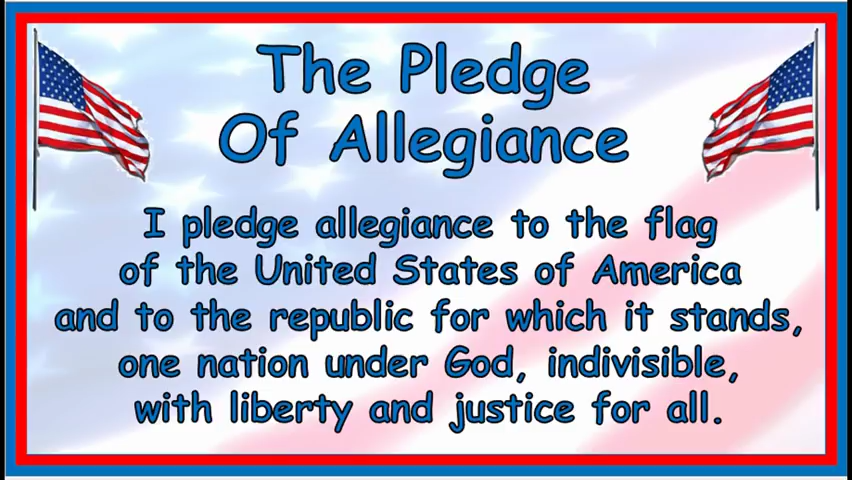 The Pledge
Of Allegiance
I pledge allegiance to the flag
of the United States of America
and to the republic for which it stands,
one nation under God, indivisible,
with liberty and justice for all.